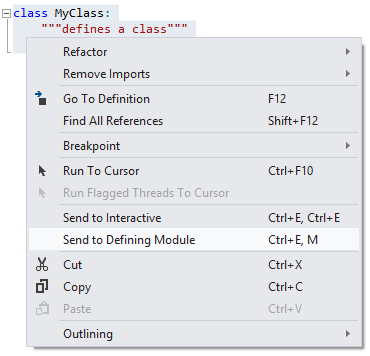 class MyClass:
"""defines a class"""
Refactor
Remove Imports
Go To Definition F12
Find All References Shift+F12
Breakpoint
Run To Cursor Ctrl+F10
Run Flagged Threads To Cursor
Send to Interactive Ctrl+E, Ctrl+E
Send to Defining Module Ctrl+E, M
Cut Ctrl+X
Copy Ctrl+C
Paste Ctrl+V
Outlining